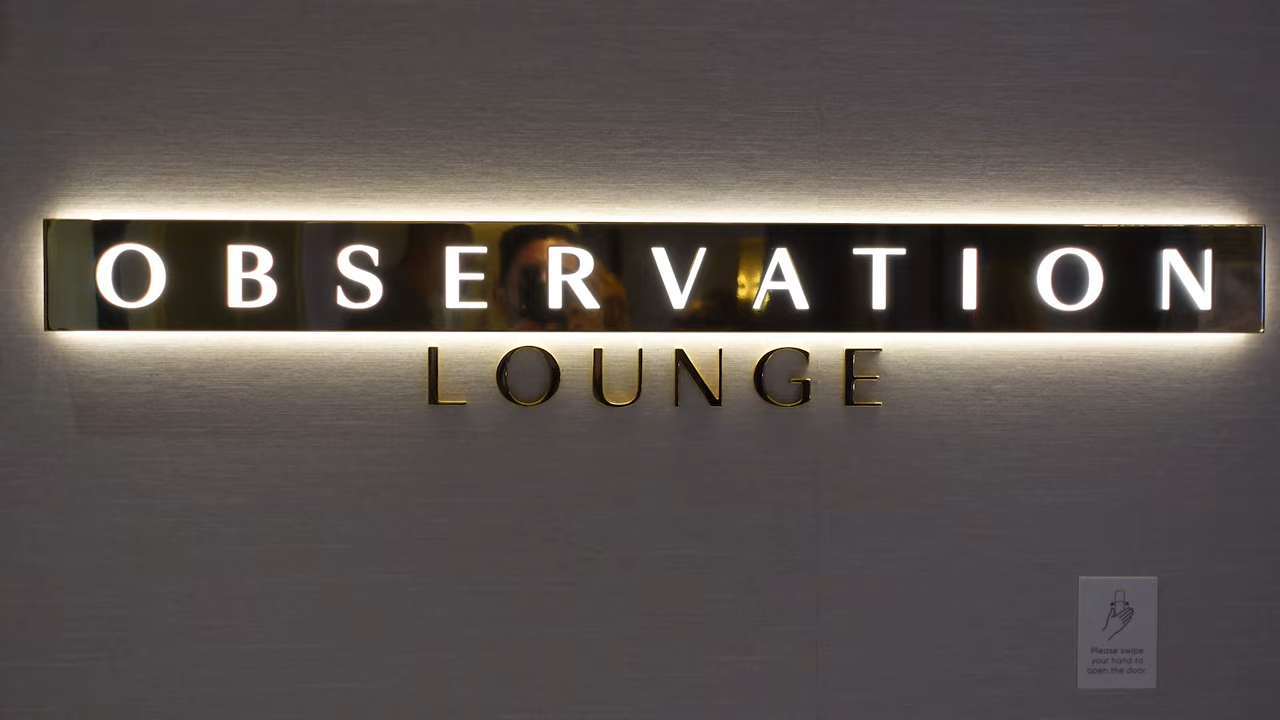 OBSERVATION
LOUNGE
Please swipe
your hand to
open the door